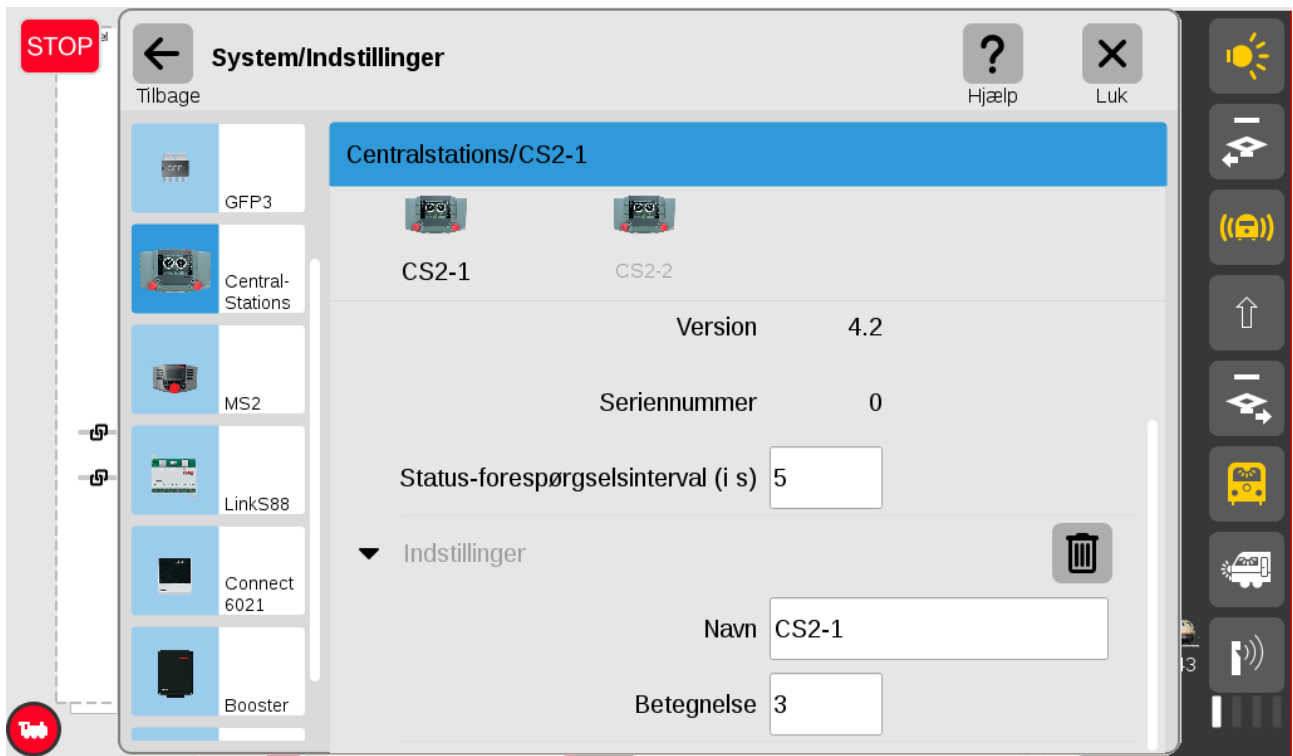 STOP
System/Indstillinger
Tilbage
Hjælp
Luk
GFP3
Central-
Stations
MS2
LinkS88
Connect
6021
Booster
Centralstations/CS2-1
CS2-1
CS2-2
Version 4.2
Seriennummer 0
Status-forespørgselsinterval (i s) 5
Indstillinger
Navn CS2-1
Betegnelse 3